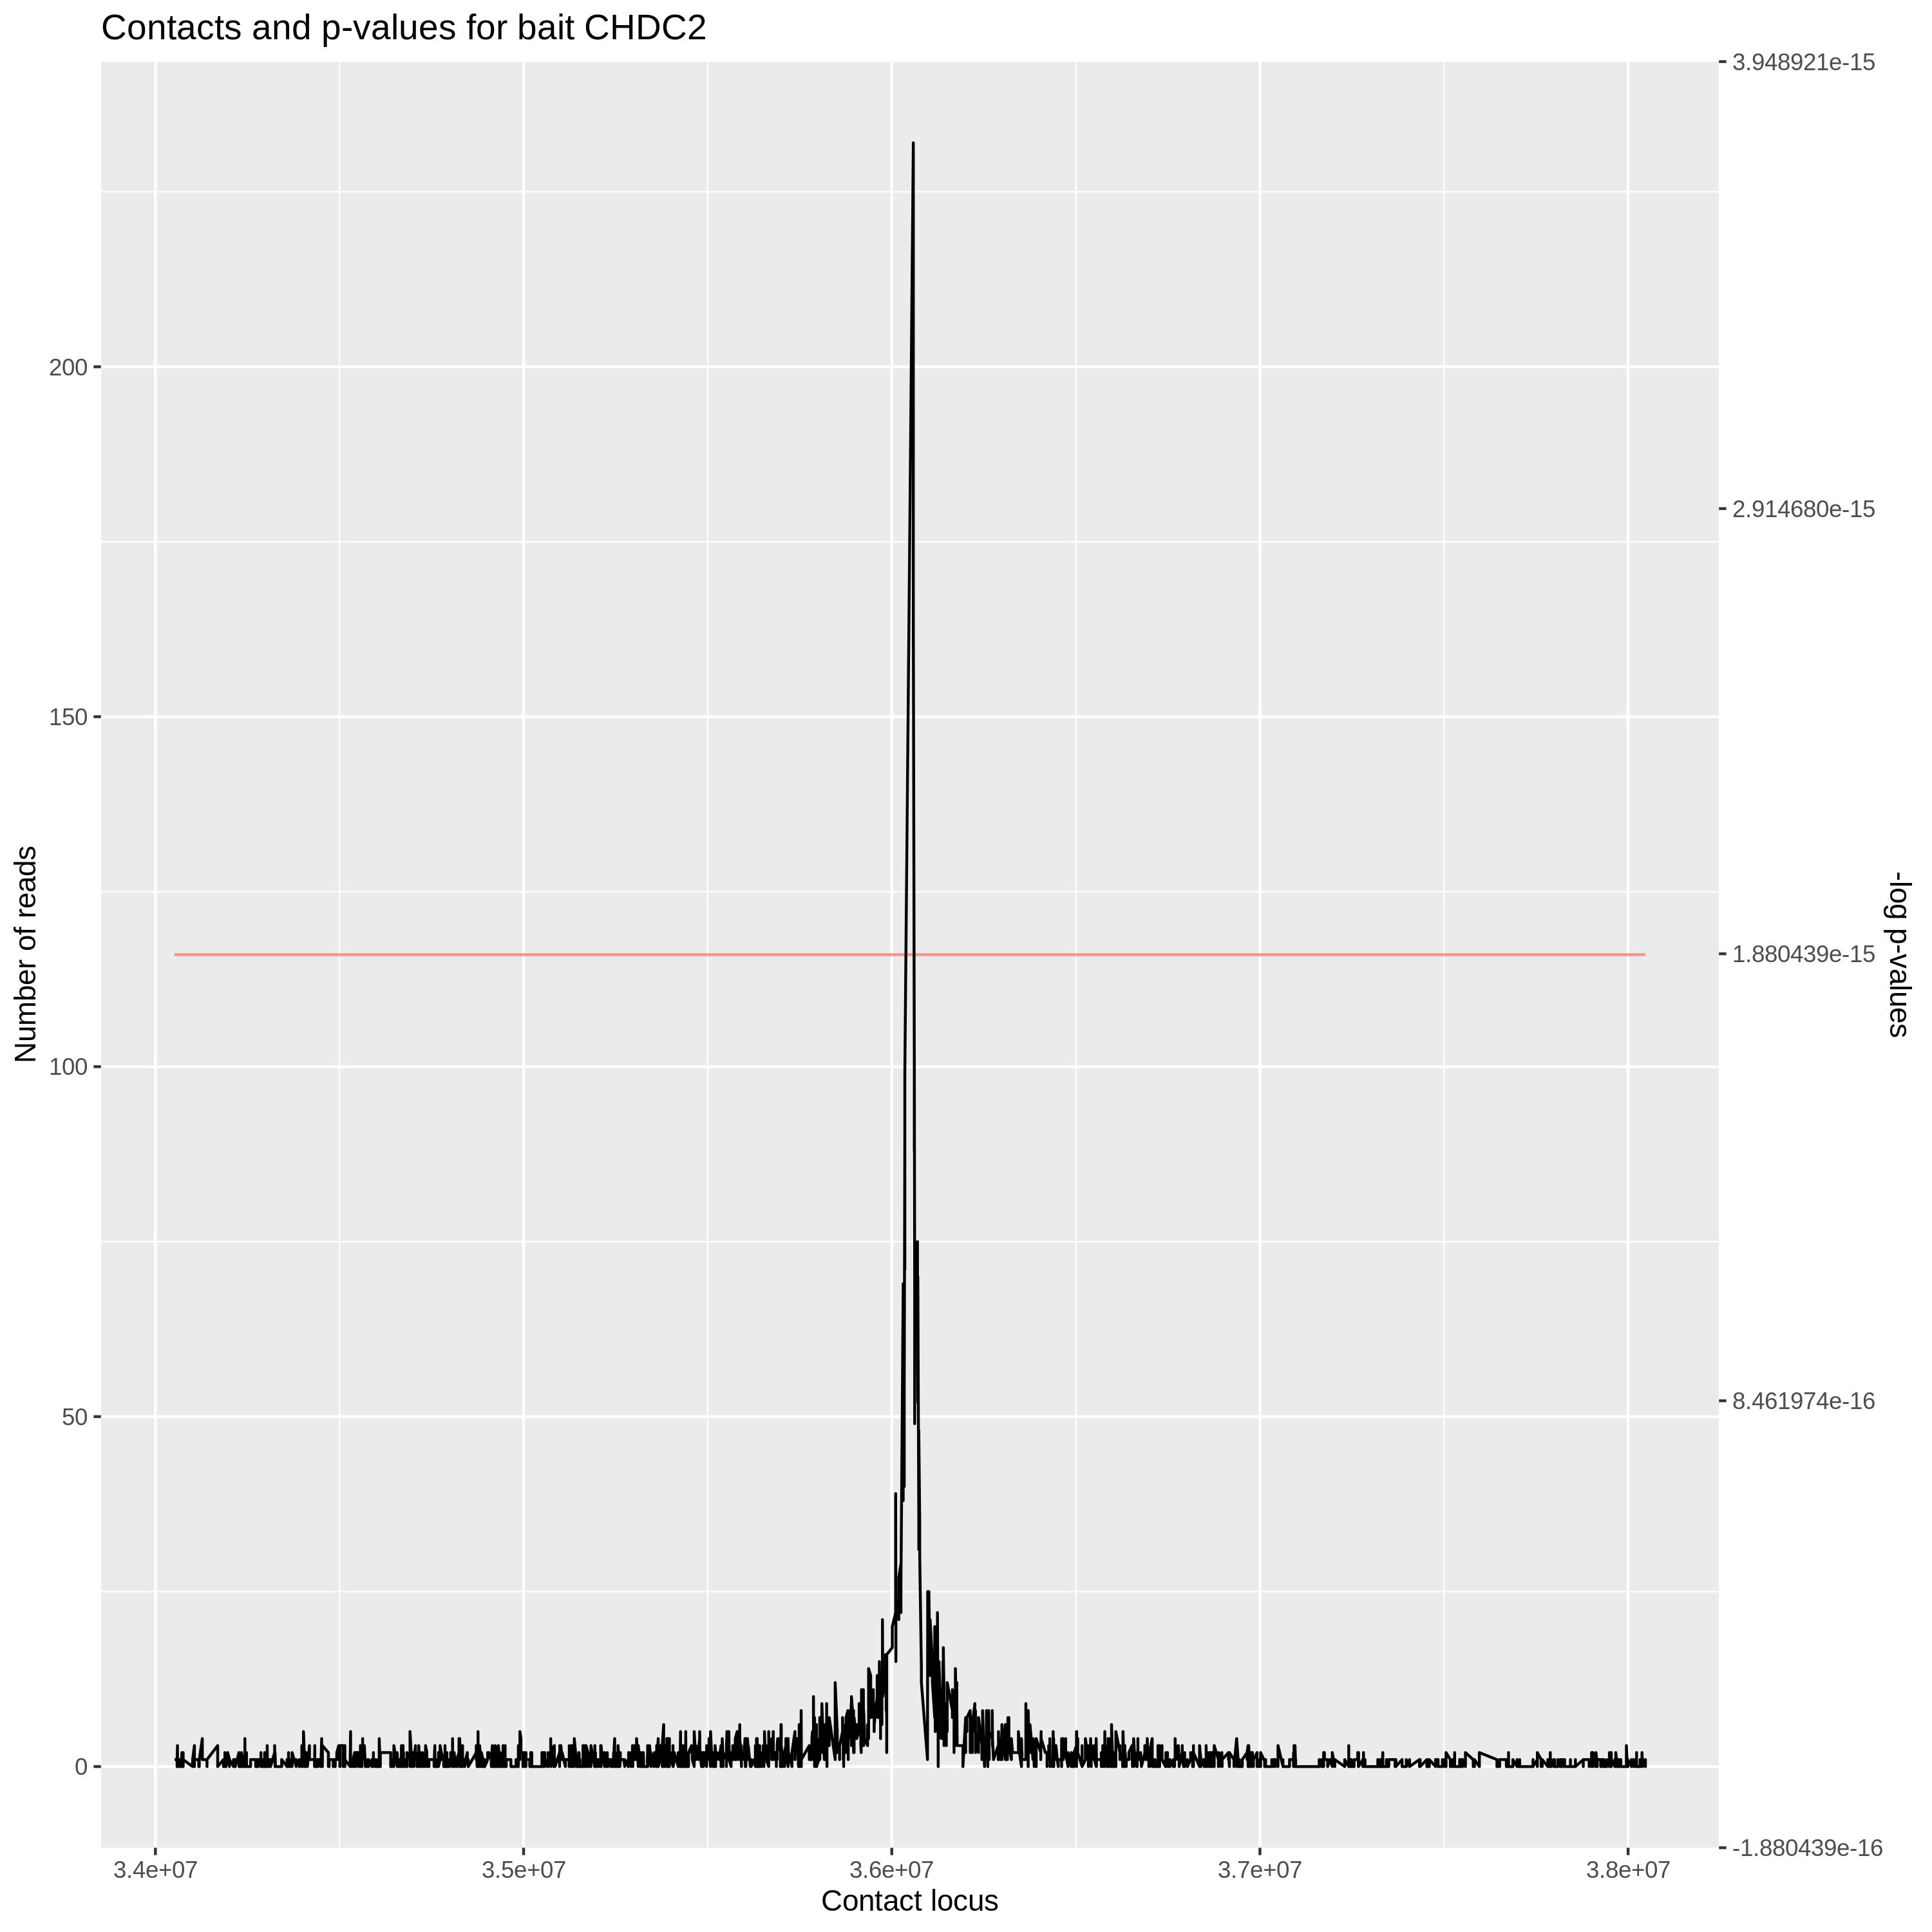 Contacts and p-values for bait CHDC2
3.948921e-15
2.914680e-15
1.880439e-15
8.461974e-16
-1.880439e-16
-log p-values
Number of reads
200
150
100
50
0
3.4e+07
3.5e+07
3.6e+07
3.7e+07
3.8e+07
Contact locus